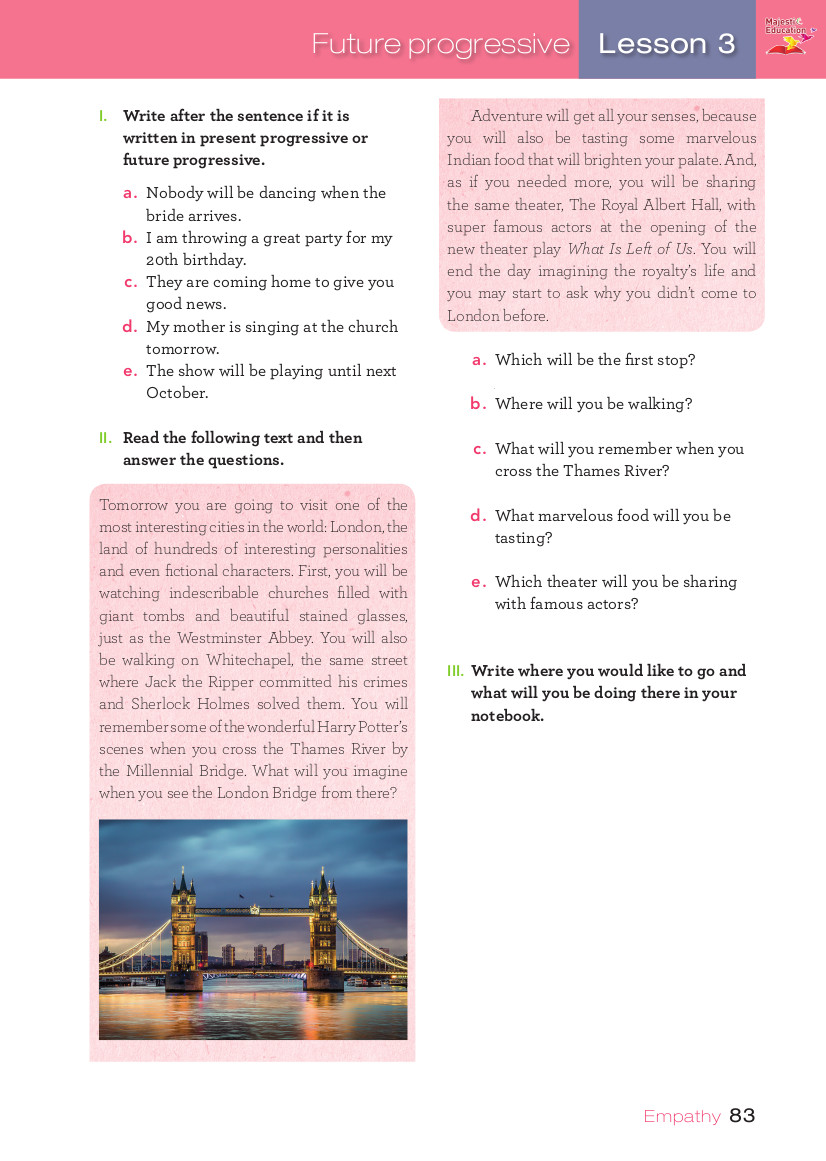 Future progressive Lesson 3
Majestic
Education
I. Write after the sentence if it is
written in present progressive or
future progressive.
a. Nobody will be dancing when the
bride arrives.
b. I am throwing a great party for my
20th birthday.
c. They are coming home to give you
good news.
d. My mother is singing at the church
tomorrow.
e. The show will be playing until next
October.
II. Read the following text and then
answer the questions.
Tomorrow you are going to visit one of the
most interesting cities in the world: London, the
land of hundreds of interesting personalities
and even fictional characters. First, you will be
watching indescribable churches filled with
giant tombs and beautiful stained glasses,
just as the Westminster Abbey. You will also
be walking on Whitechapel, the same street
where Jack the Ripper committed his crimes
and Sherlock Holmes solved them. You will
remember some of the wonderful Harry Potter's
scenes when you cross the Thames River by
the Millennial Bridge. What will you imagine
when you see the London Bridge from there?
Adventure will get all your senses, because
you will also be tasting some marvelous
Indian food that will brighten your palate. And,
as if you needed more, you will be sharing
the same theater, The Royal Albert Hall, with
super famous actors at the opening of the
new theater play What Is Left of Us. You will
end the day imagining the royalty's life and
you may start to ask why you didn't come to
London before.
a. Which will be the first stop?
b. Where will you be walking?
c. What will you remember when you
cross the Thames River?
d. What marvelous food will you be
tasting?
e. Which theater will you be sharing
with famous actors?
III. Write where you would like to go and
what will you be doing there in your
notebook.
Empathy 83